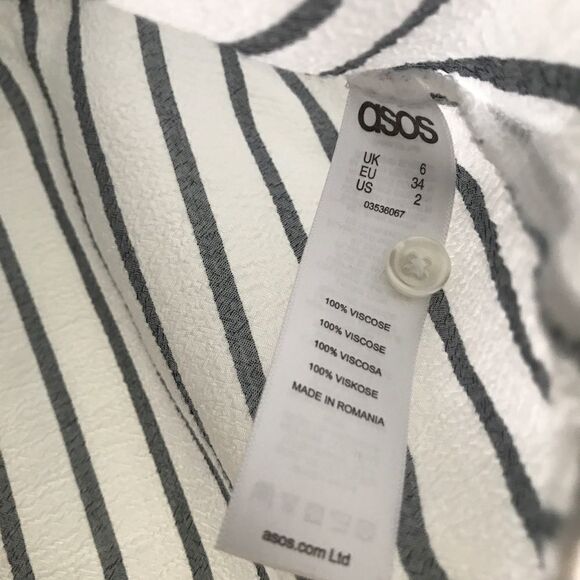 asos
UK 6
EU 34
US 2
03536067
100% VISCOSE
100% VISCOSE
100% VISCOSA
100% VISKOSE
MADE IN ROMANIA
asos.com Ltd